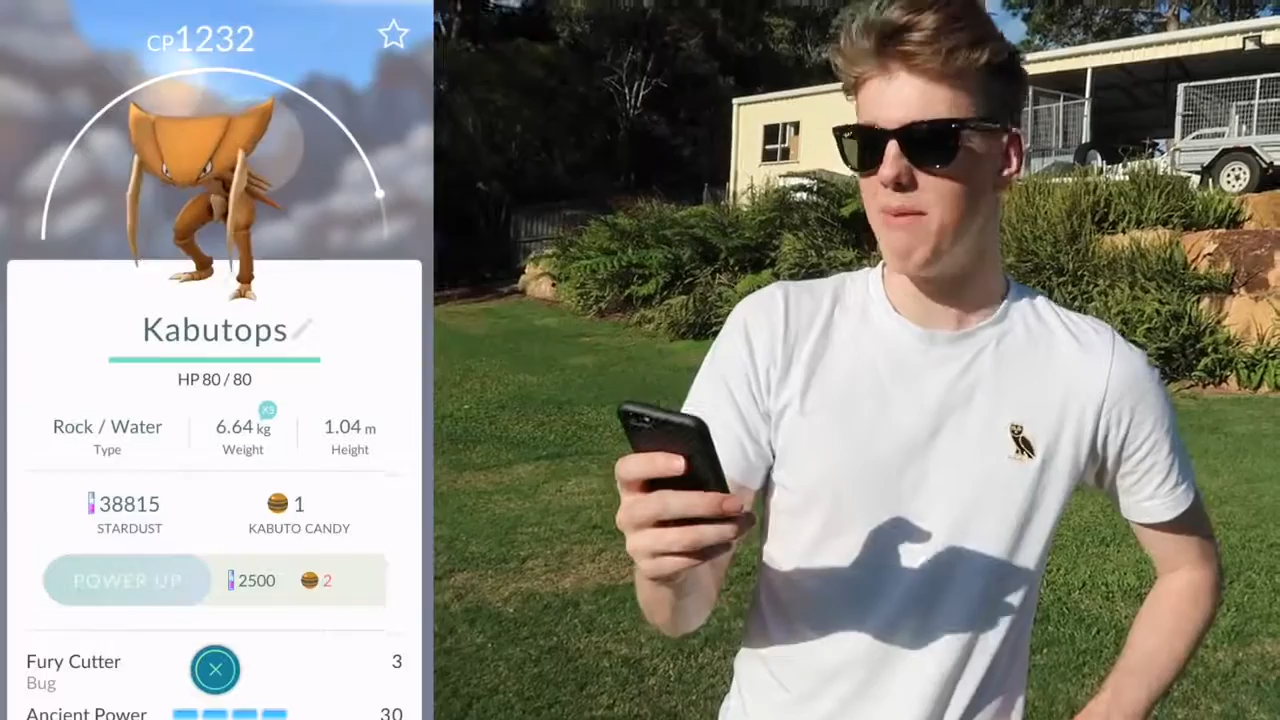 CP1232
Kabutops
HP 80 / 80
Rock / Water
Type
XS
6.64 kg
Weight
1.04 m
Height
38815
STARDUST
1
KABUTO CANDY
POWER UP
2500
2
Fury Cutter
Bug
3
Ancient Power
30